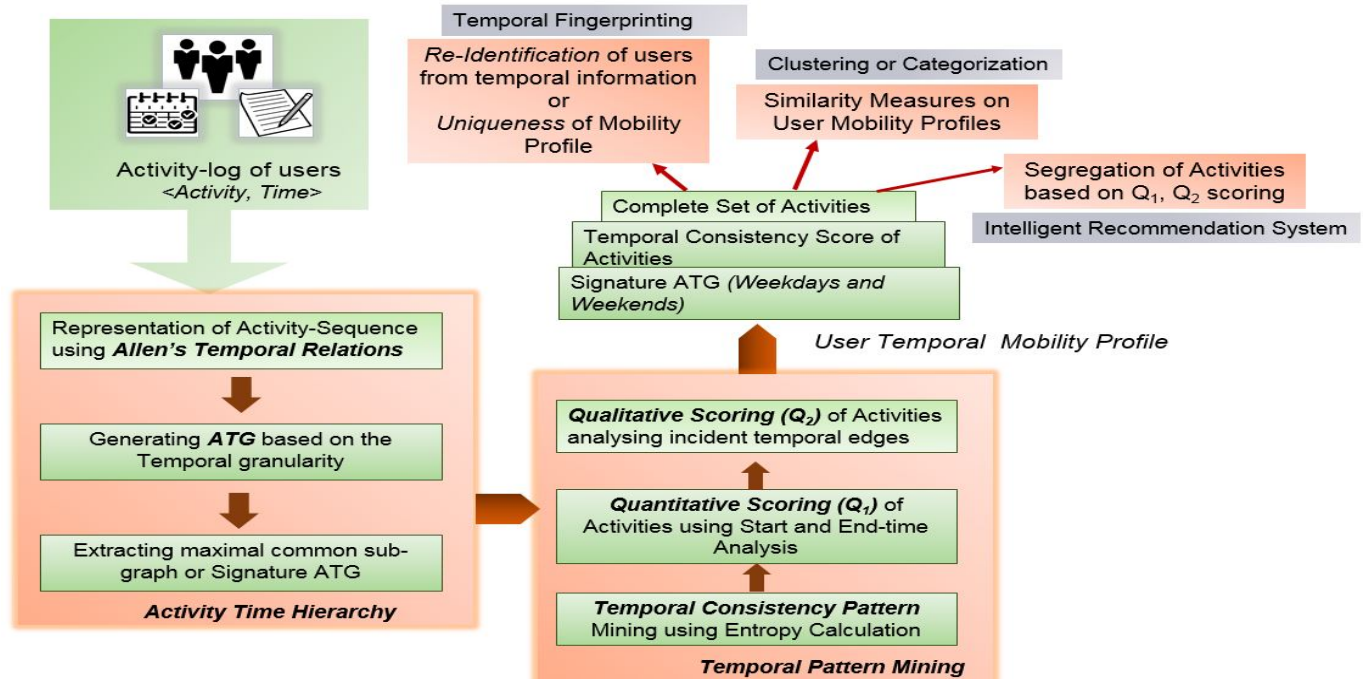 Activity-log of users
<Activity, Time>
Temporal Fingerprinting
Re-Identification of users
from temporal information
or
Uniqueness of Mobility
Profile
Clustering or Categorization
Similarity Measures on
User Mobility Profiles
Segregation of Activities
based on Q₁, Q₂ scoring
Intelligent Recommendation System
Complete Set of Activities
Temporal Consistency Score of
Activities
Signature ATG (Weekdays and
Weekends)
User Temporal Mobility Profile
Representation of Activity-Sequence
using Allen's Temporal Relations
Generating ATG based on the
Temporal granularity
Extracting maximal common sub-
graph or Signature ATG
Activity Time Hierarchy
Qualitative Scoring (Q₂) of Activities
analysing incident temporal edges
Quantitative Scoring (Q₁) of
Activities using Start and End-time
Analysis
Temporal Consistency Pattern
Mining using Entropy Calculation
Temporal Pattern Mining